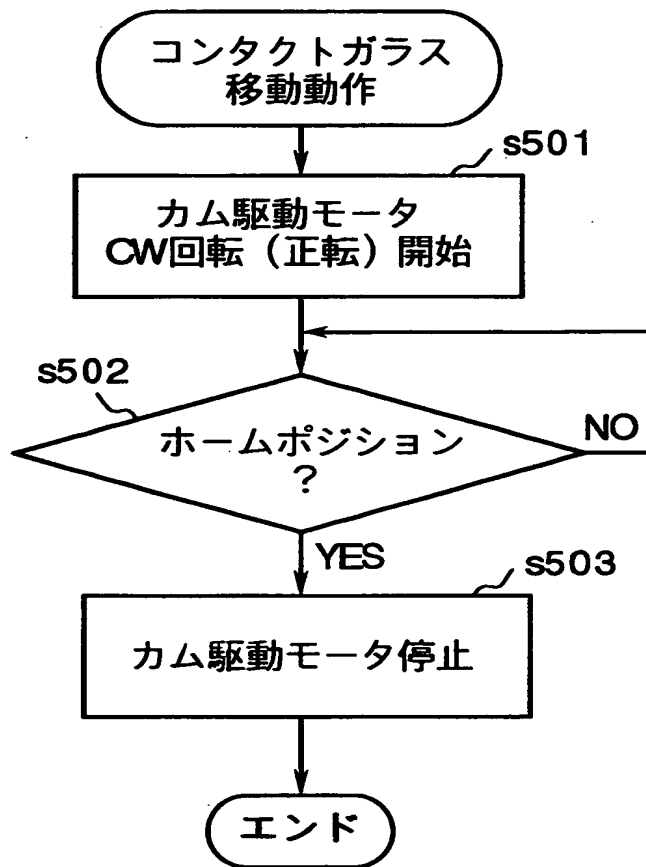 コンタクトガラス
移動動作
s501
カム駆動モータ
CW回転（正転）開始
s502
ホームポジション
?
NO
YES
s503
カム駆動モータ停止
エンド